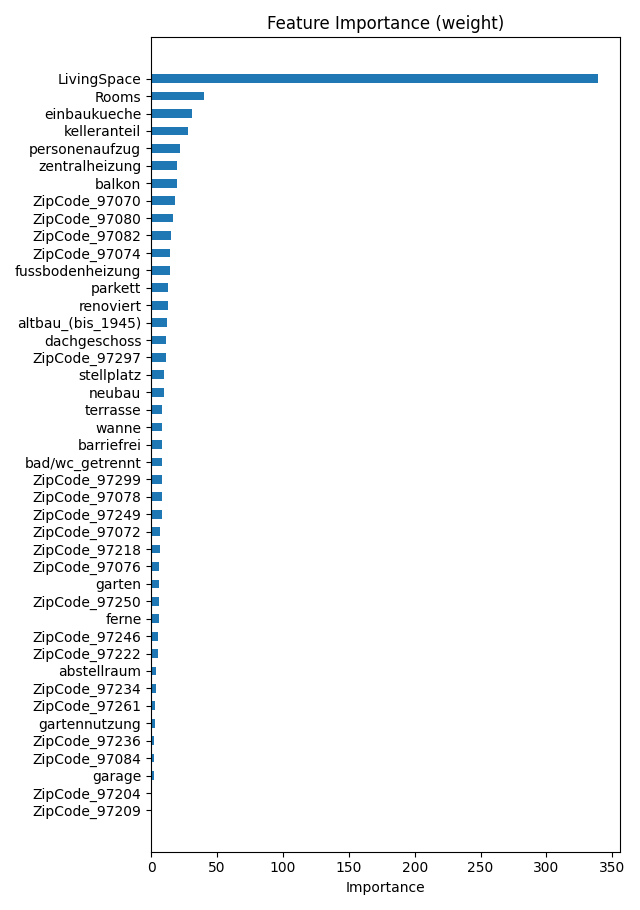 Feature Importance (weight)
LivingSpace
Rooms
einbaukueche
kelleranteil
personenaufzug
zentralheizung
balkon
ZipCode_97070
ZipCode_97080
ZipCode_97082
ZipCode_97074
fussbodenheizung
parkett
renoviert
altbau_(bis_1945)
dachgeschoss
ZipCode_97297
stellplatz
neubau
terrasse
wanne
barriefrei
bad/wc_getrennt
ZipCode_97299
ZipCode_97078
ZipCode_97249
ZipCode_97072
ZipCode_97218
ZipCode_97076
garten
ZipCode_97250
ferne
ZipCode_97246
ZipCode_97222
abstellraum
ZipCode_97234
ZipCode_97261
gartennutzung
ZipCode_97236
ZipCode_97084
garage
ZipCode_97204
ZipCode_97209
0 50 100 150 200 250 300 350
Importance